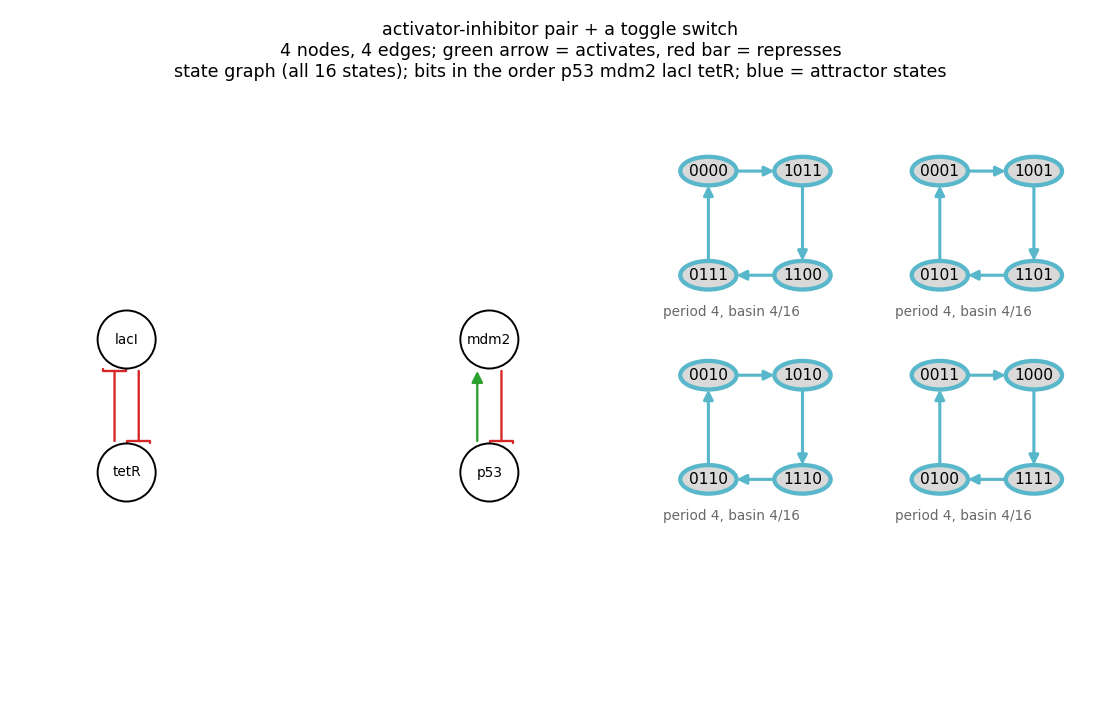 activator-inhibitor pair + a toggle switch
4 nodes, 4 edges; green arrow = activates, red bar = represses
state graph (all 16 states); bits in the order p53 mdm2 lacI tetR; blue = attractor states
0000 1011 0001 1001
0111 1100 0101 1101
period 4, basin 4/16 period 4, basin 4/16
lacI mdm2
0010 1010 0011 1000
tetR p53
0110 1110 0100 1111
period 4, basin 4/16 period 4, basin 4/16